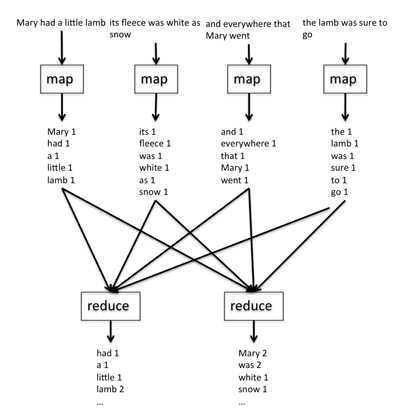 Mary had a little lamb
its fleece was white as
snow
and everywhere that
Mary went
the lamb was sure to
go
map
map
map
map
Mary 1
had 1
a 1
little 1
lamb 1
its 1
fleece 1
was 1
white 1
as 1
snow 1
and 1
everywhere 1
that 1
Mary 1
went 1
the 1
lamb 1
was 1
sure 1
to 1
go 1
reduce
reduce
had 1
a 1
little 1
lamb 2
...
Mary 2
was 2
white 1
snow 1
...